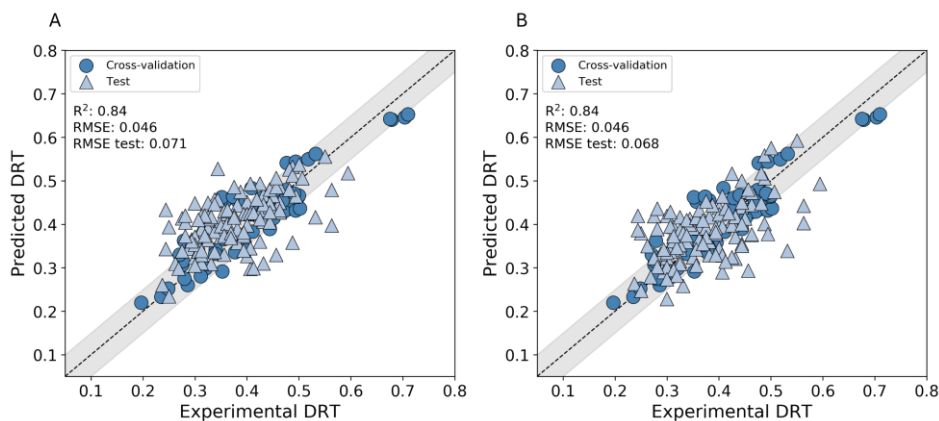 A
0.8
0.7
0.6
0.5
0.4
0.3
0.2
0.1
Predicted DRT
Cross-validation
Test
R²: 0.84
RMSE: 0.046
RMSE test: 0.071
0.1 0.2 0.3 0.4 0.5 0.6 0.7 0.8
Experimental DRT
B
0.8
0.7
0.6
0.5
0.4
0.3
0.2
0.1
Predicted DRT
Cross-validation
Test
R²: 0.84
RMSE: 0.046
RMSE test: 0.068
0.1 0.2 0.3 0.4 0.5 0.6 0.7 0.8
Experimental DRT